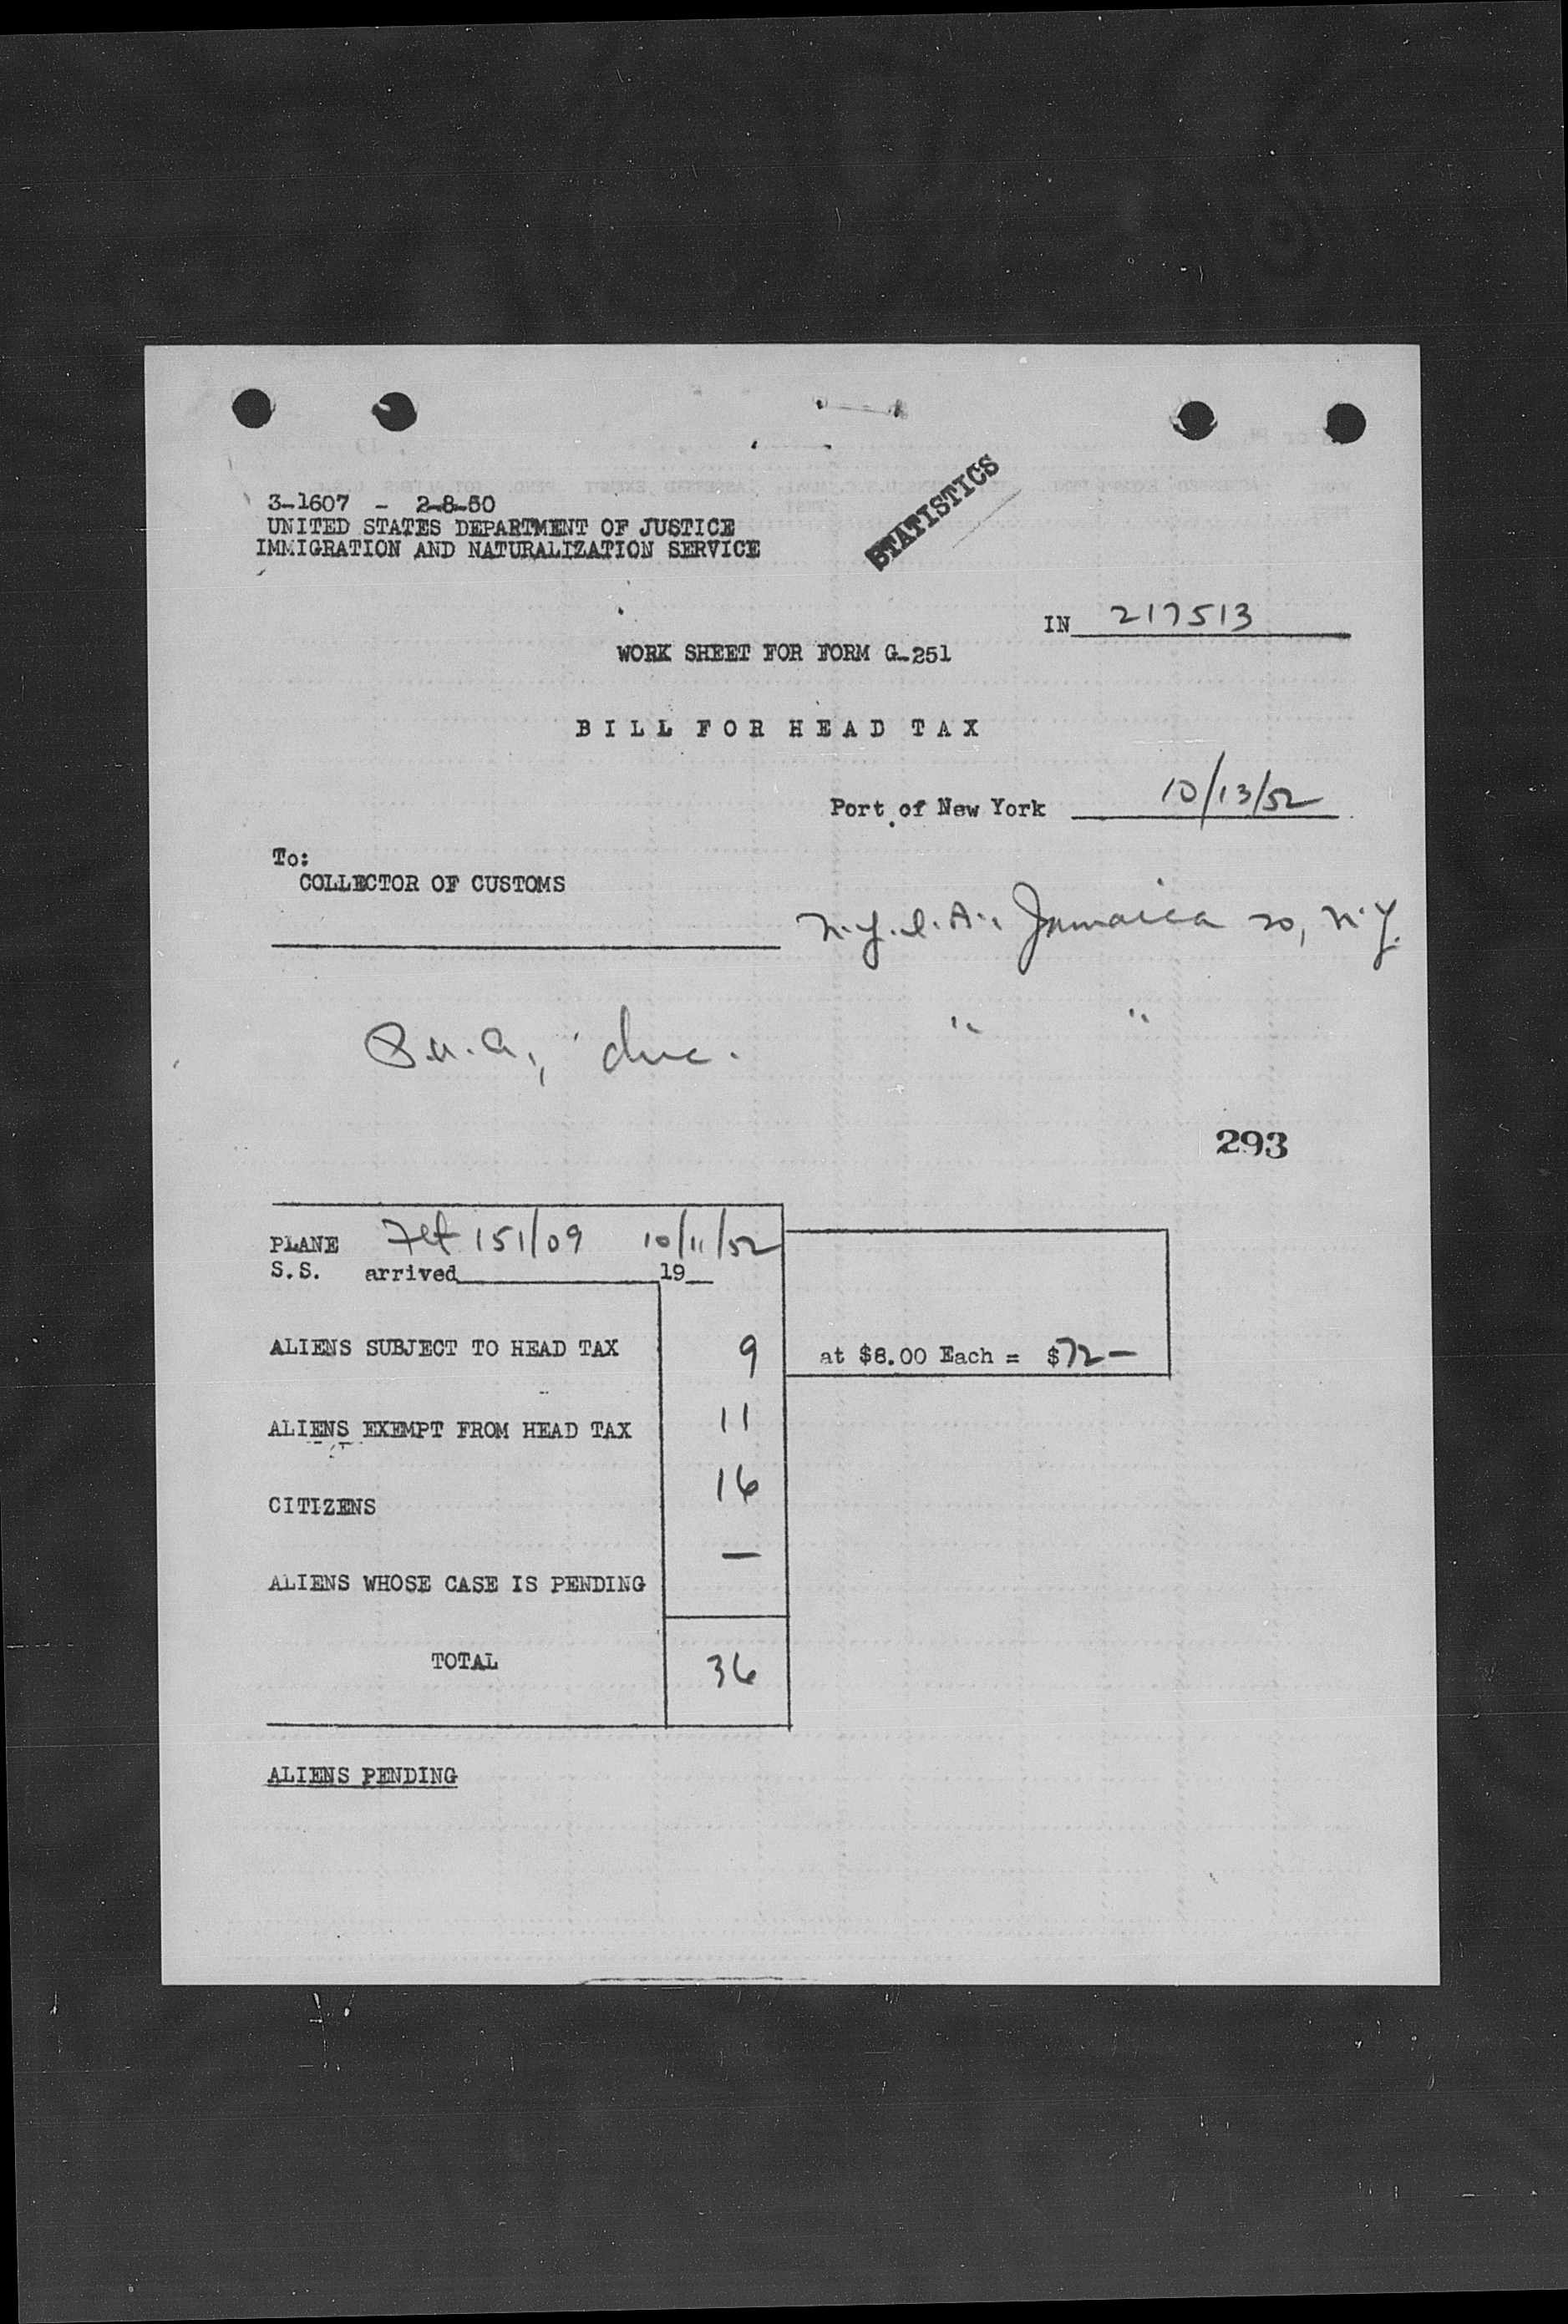 3-1607 - 2-8-50
UNITED STATES DEPARTMENT OF JUSTICE
IMMIGRATION AND NATURALIZATION SERVICE
STATISTICS
IN 217513
WORK SHEET FOR FORM G-251
BILL FOR HEAD TAX
Port of New York 10/13/52
To:
COLLECTOR OF CUSTOMS
N.Y.I.A., Jamaica 20, N.Y.
" "
Inc.
293
PLANE Flt 151/09 10/11/52
S.S. arrived 19
ALIENS SUBJECT TO HEAD TAX 9 at $8.00 Each = $72-
ALIENS EXEMPT FROM HEAD TAX 11
CITIZENS 16
—
ALIENS WHOSE CASE IS PENDING
TOTAL 36
ALIENS PENDING